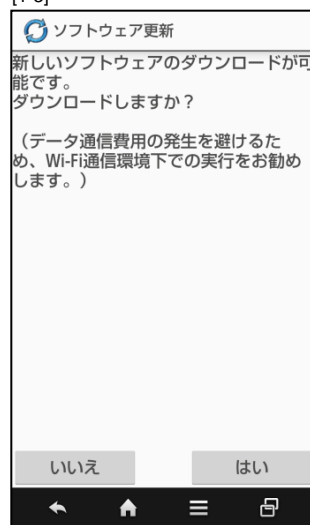 ソフトウェア更新
新しいソフトウェアのダウンロードが可
能です。
ダウンロードしますか？
（データ通信費用の発生を避けるた
め、Wi-Fi通信環境下での実行をお勧め
します。）
いいえ
はい